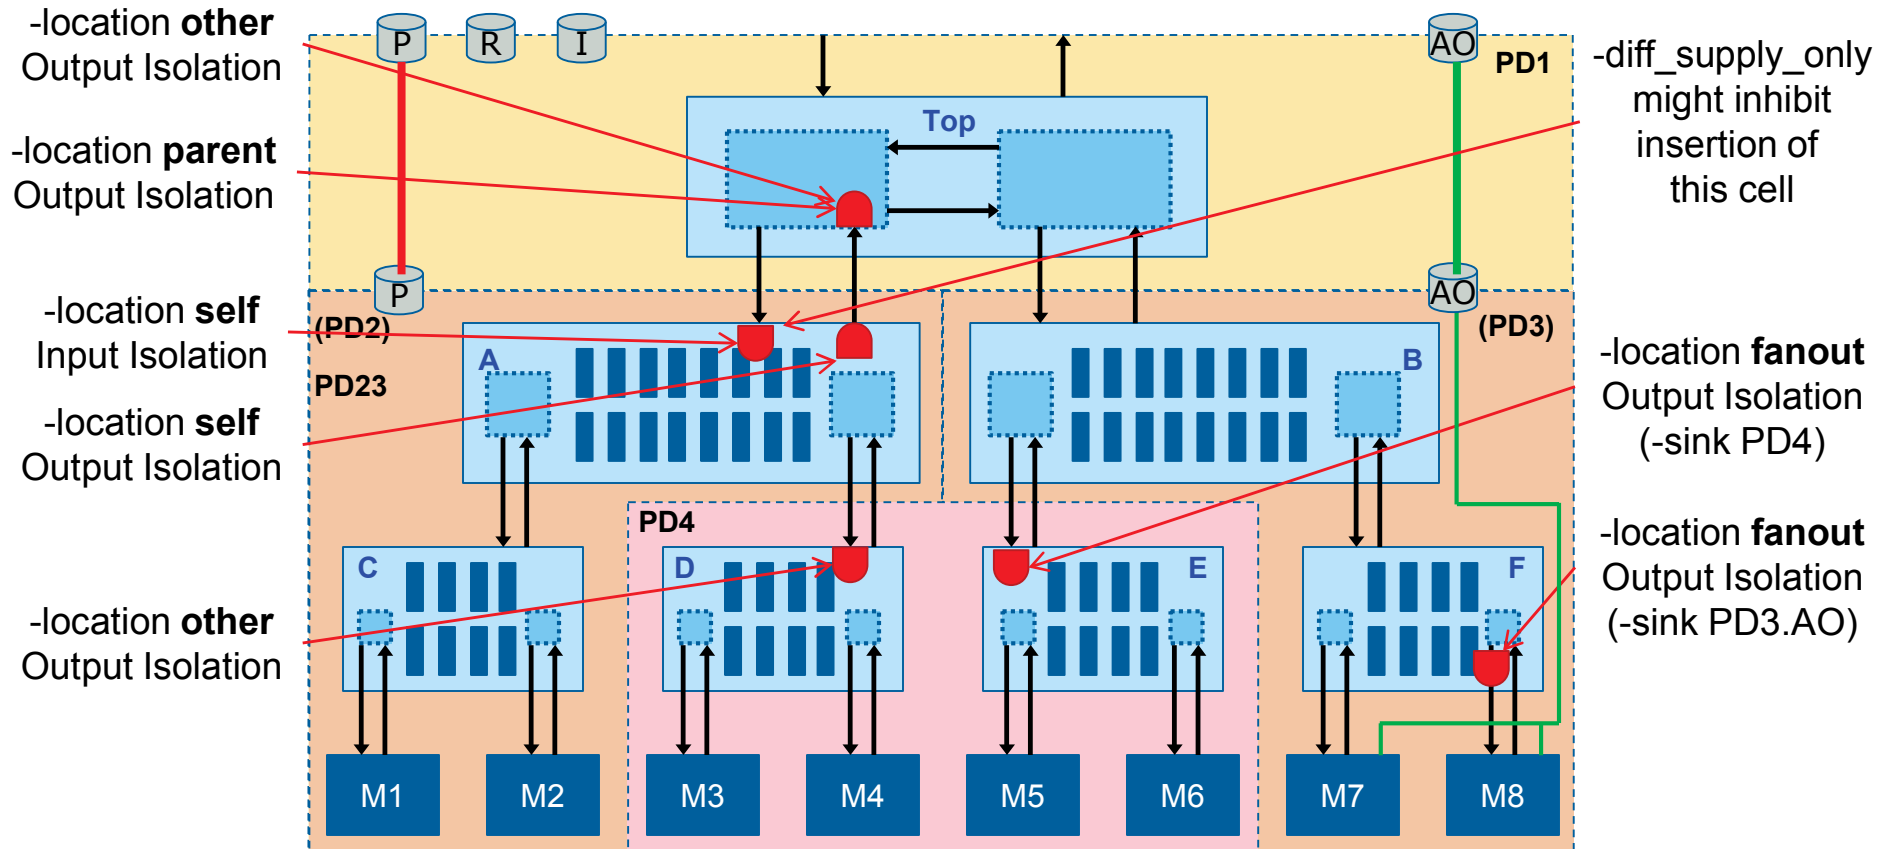 -location other
Output Isolation
-location parent
Output Isolation
-location self
Input Isolation
-location self
Output Isolation
-location other
Output Isolation
P
R
I
AO
PD1
Top
P
AO
(PD2)
(PD3)
PD23
A
B
PD4
C
D
E
F
M1
M2
M3
M4
M5
M6
M7
M8
-diff_supply_only
might inhibit
insertion of
this cell
-location fanout
Output Isolation
(-sink PD4)
-location fanout
Output Isolation
(-sink PD3.AO)